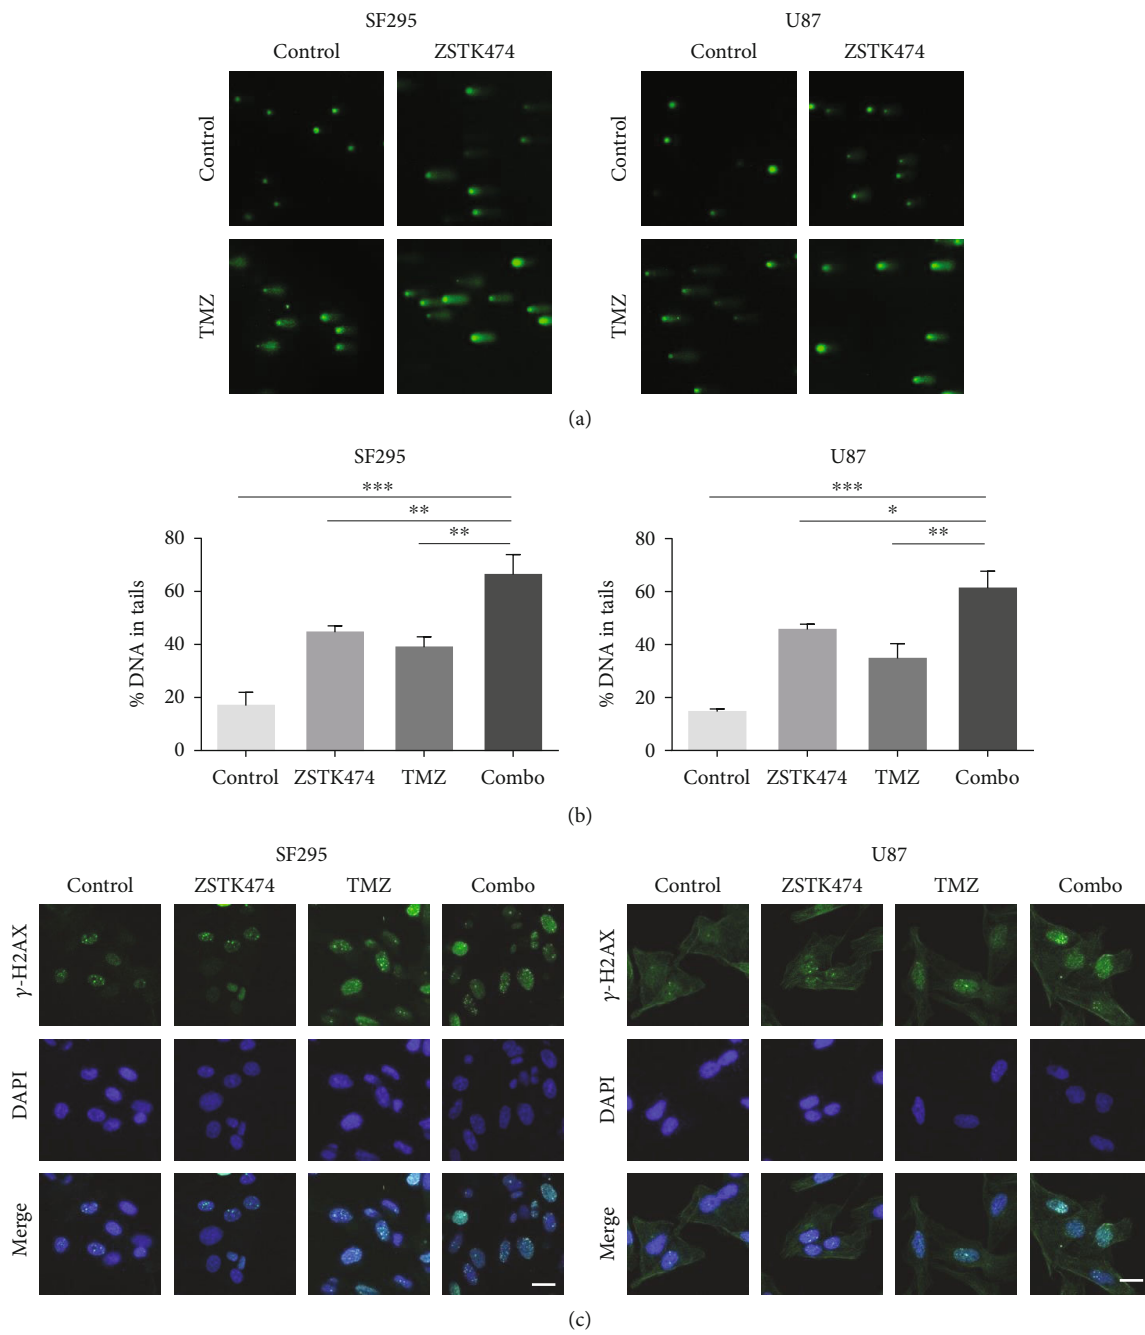 SF295 U87
Control ZSTK474 Control ZSTK474
Control Control
TMZ TMZ
(a)
SF295 U87
*** ***
** *
** **
80 80
60 60
40 40
20 20
0 0
% DNA in tails % DNA in tails
Control ZSTK474 TMZ Combo Control ZSTK474 TMZ Combo
(b)
SF295 U87
Control ZSTK474 TMZ Combo Control ZSTK474 TMZ Combo
γ-H2AX γ-H2AX
DAPI DAPI
Merge Merge
(c)